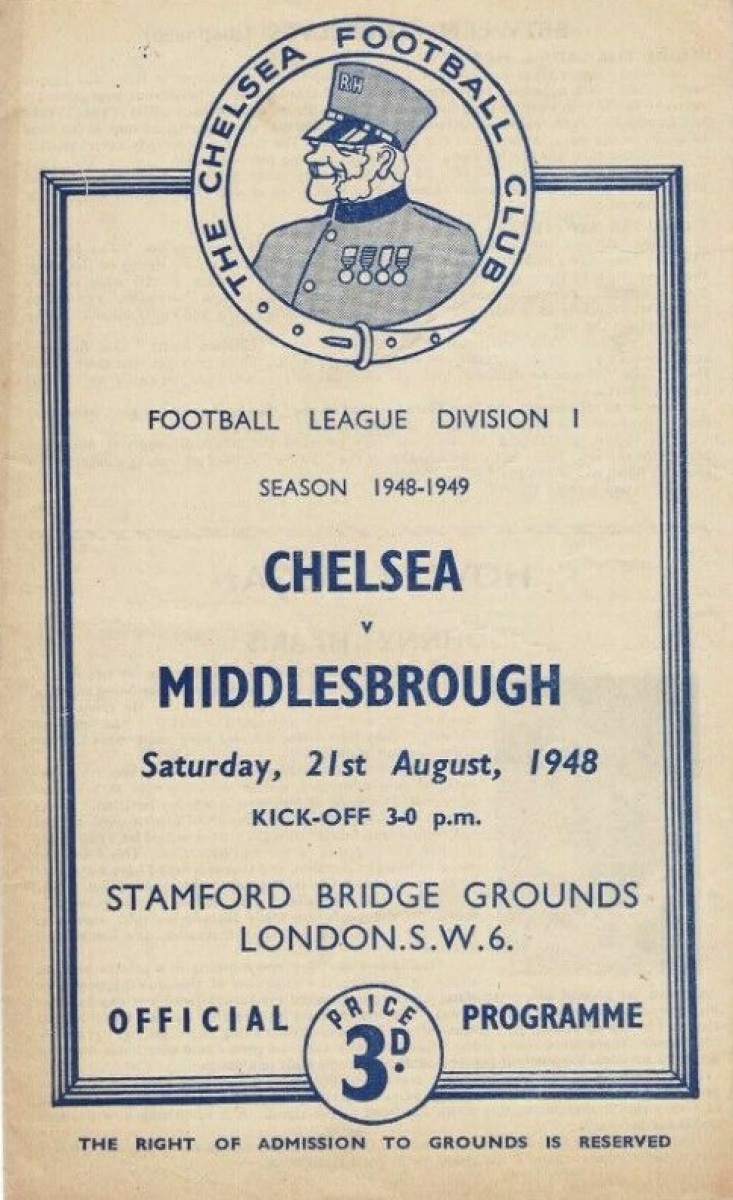 THE CHELSEA FOOTBALL CLUB
RH
FOOTBALL LEAGUE DIVISION I
SEASON 1948-1949
CHELSEA
v
MIDDLESBROUGH
Saturday, 21st August, 1948
KICK-OFF 3-0 p.m.
STAMFORD BRIDGE GROUNDS
LONDON.S.W.6.
OFFICIAL PROGRAMME
PRICE
3D.
THE RIGHT OF ADMISSION TO GROUNDS IS RESERVED